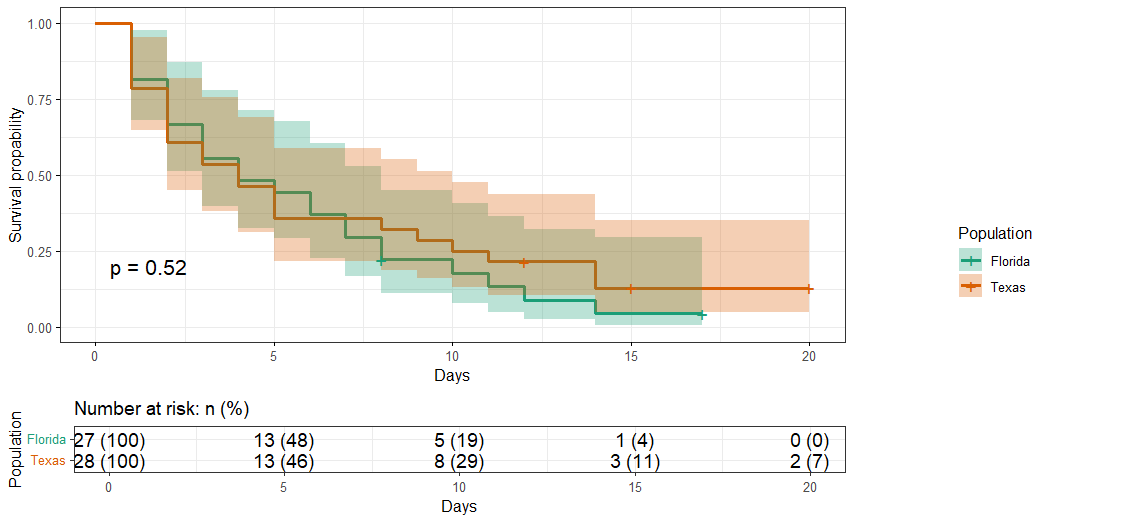 1.00
0.75
0.50
0.25
0.00
Survival propability
p = 0.52
0 5 10 15 20
Days
Population
Florida
Texas
Number at risk: n (%)
Population
Florida 27 (100) 13 (48) 5 (19) 1 (4) 0 (0)
Texas 28 (100) 13 (46) 8 (29) 3 (11) 2 (7)
0 5 10 15 20
Days